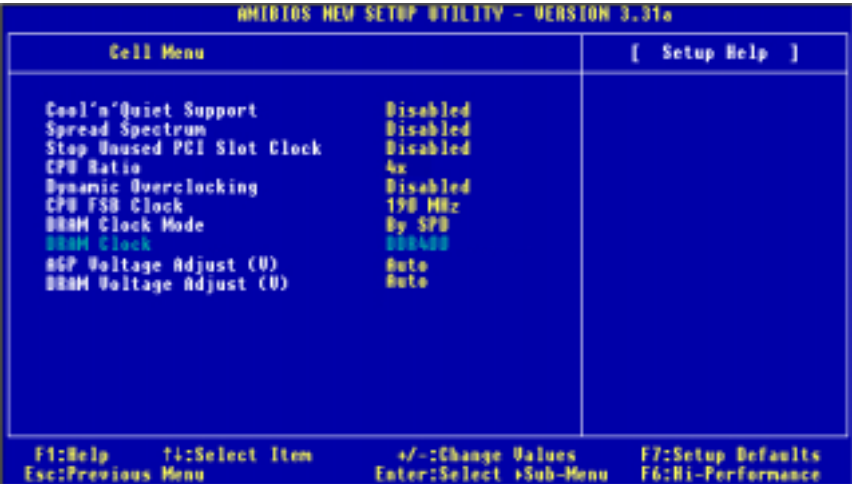 AMIBIOS NEW SETUP UTILITY - VERSION 3.31a
Cell Menu [ Setup Help ]
Cool'n'Quiet Support Disabled
Spread Spectrum Disabled
Stop Unused PCI Slot Clock Disabled
CPU Ratio 4x
Dynamic Overclocking Disabled
CPU FSB Clock 190 MHz
DRAM Clock Mode By SPD
DRAM Clock DDR400
AGP Voltage Adjust (V) Auto
DRAM Voltage Adjust (V) Auto
F1:Help ↑↓:Select Item +/-:Change Values F7:Setup Defaults
Esc:Previous Menu Enter:Select ▸Sub-Menu F6:Hi-Performance